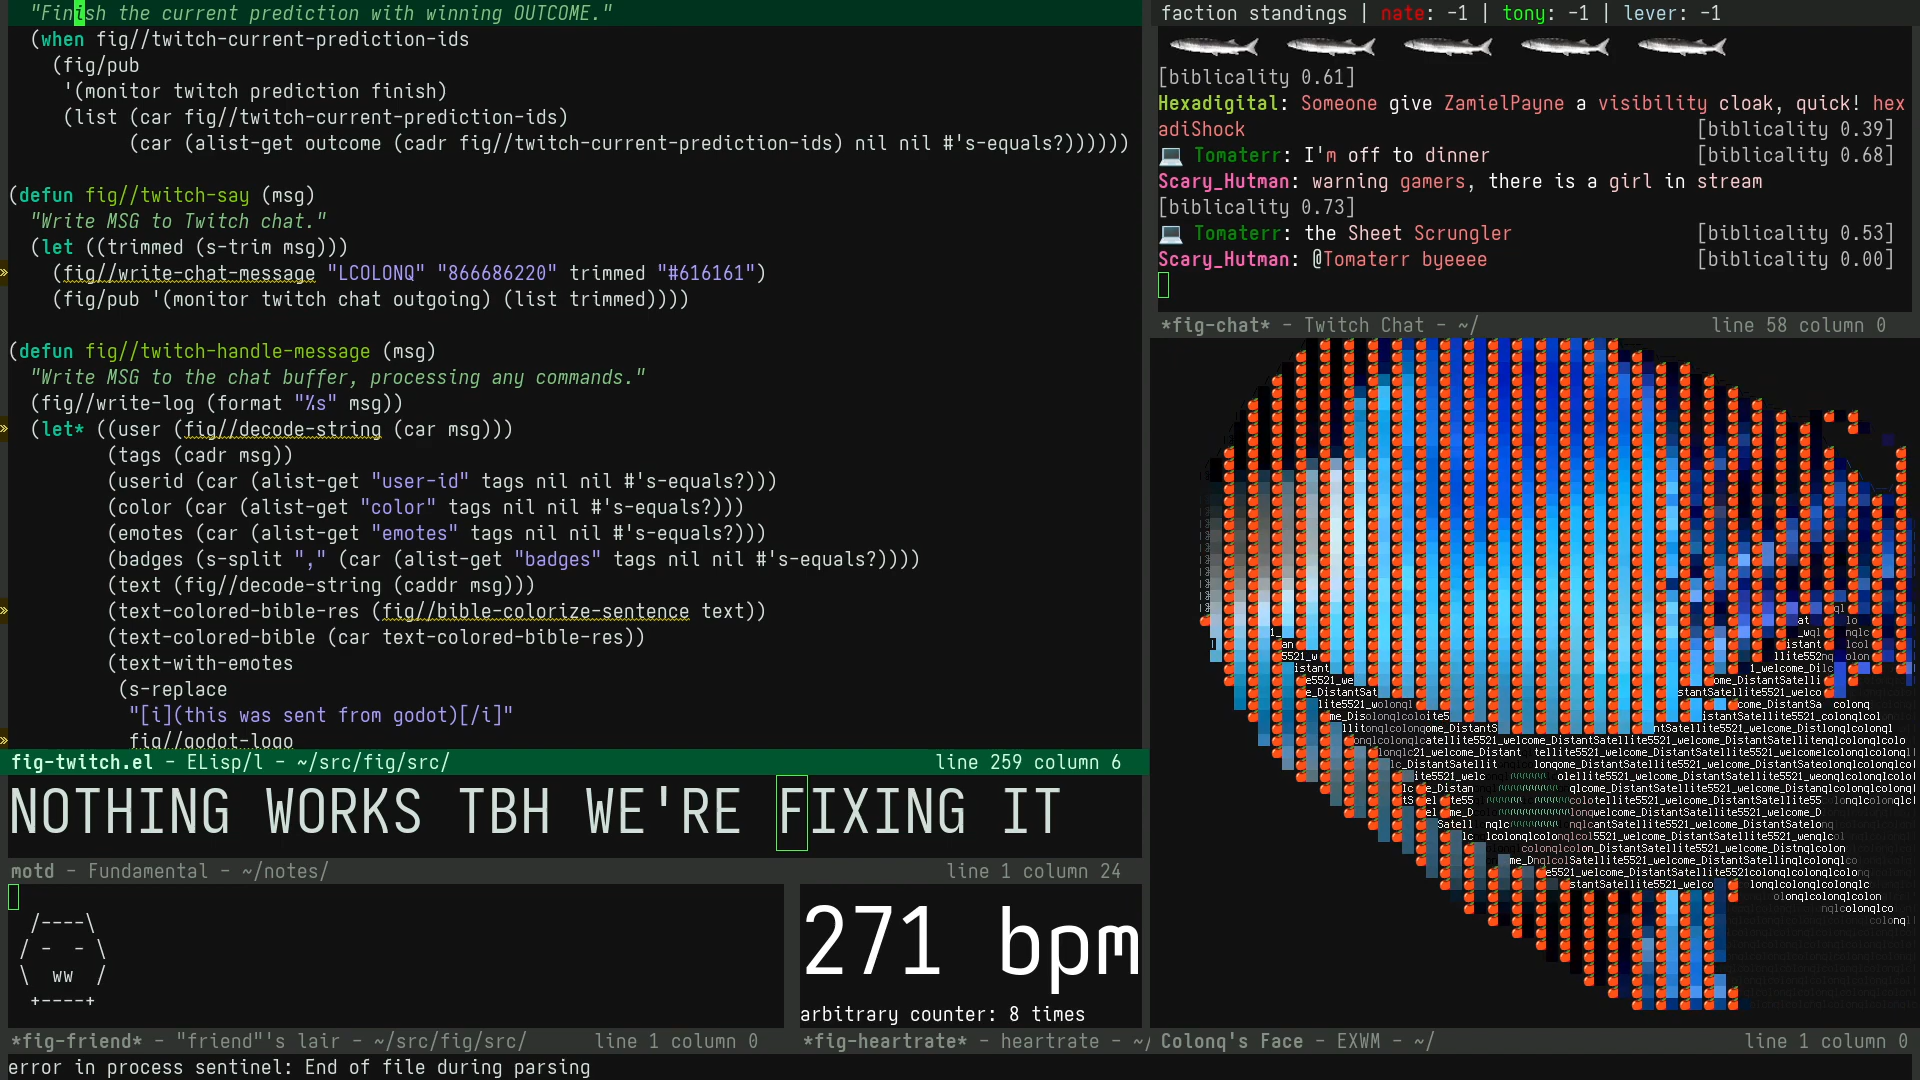 "Finish the current prediction with winning OUTCOME."
(when fig//twitch-current-prediction-ids
(fig/pub
'(monitor twitch prediction finish)
(list (car fig//twitch-current-prediction-ids)
(car (alist-get outcome (cadr fig//twitch-current-prediction-ids) nil nil #'s-equals?))))))
(defun fig//twitch-say (msg)
"Write MSG to Twitch chat."
(let ((trimmed (s-trim msg)))
(fig//write-chat-message "LCOLONQ" "866686220" trimmed "#616161")
(fig/pub '(monitor twitch chat outgoing) (list trimmed))))
(defun fig//twitch-handle-message (msg)
"Write MSG to the chat buffer, processing any commands."
(fig//write-log (format "%s" msg))
(let* ((user (fig//decode-string (car msg)))
(tags (cadr msg))
(userid (car (alist-get "user-id" tags nil nil #'s-equals?)))
(color (car (alist-get "color" tags nil nil #'s-equals?)))
(emotes (car (alist-get "emotes" tags nil nil #'s-equals?)))
(badges (s-split "," (car (alist-get "badges" tags nil nil #'s-equals?))))
(text (fig//decode-string (caddr msg)))
(text-colored-bible-res (fig//bible-colorize-sentence text))
(text-colored-bible (car text-colored-bible-res))
(text-with-emotes
(s-replace
"[i](this was sent from godot)[/i]"
fig//godot-logo
fig-twitch.el - ELisp/l - ~/src/fig/src/ line 259 column 6
NOTHING WORKS TBH WE'RE FIXING IT
motd - Fundamental - ~/notes/ line 1 column 24
/----\
/ -  - \
\  ww  /
+----+
*fig-friend* - "friend"'s lair - ~/src/fig/src/ line 1 column 0
271 bpm
arbitrary counter: 8 times
*fig-heartrate* - heartrate - ~/
error in process sentinel: End of file during parsing
faction standings | nate: -1 | tony: -1 | lever: -1
[biblicality 0.61]
Hexadigital: Someone give ZamielPayne a visibility cloak, quick! hex
adiShock [biblicality 0.39]
Tomaterr: I'm off to dinner [biblicality 0.68]
Scary_Hutman: warning gamers, there is a girl in stream
[biblicality 0.73]
Tomaterr: the Sheet Scrungler [biblicality 0.53]
Scary_Hutman: @Tomaterr byeeee [biblicality 0.00]
*fig-chat* - Twitch Chat - ~/ line 58 column 0
Colonq's Face - EXWM - ~/ line 1 column 0